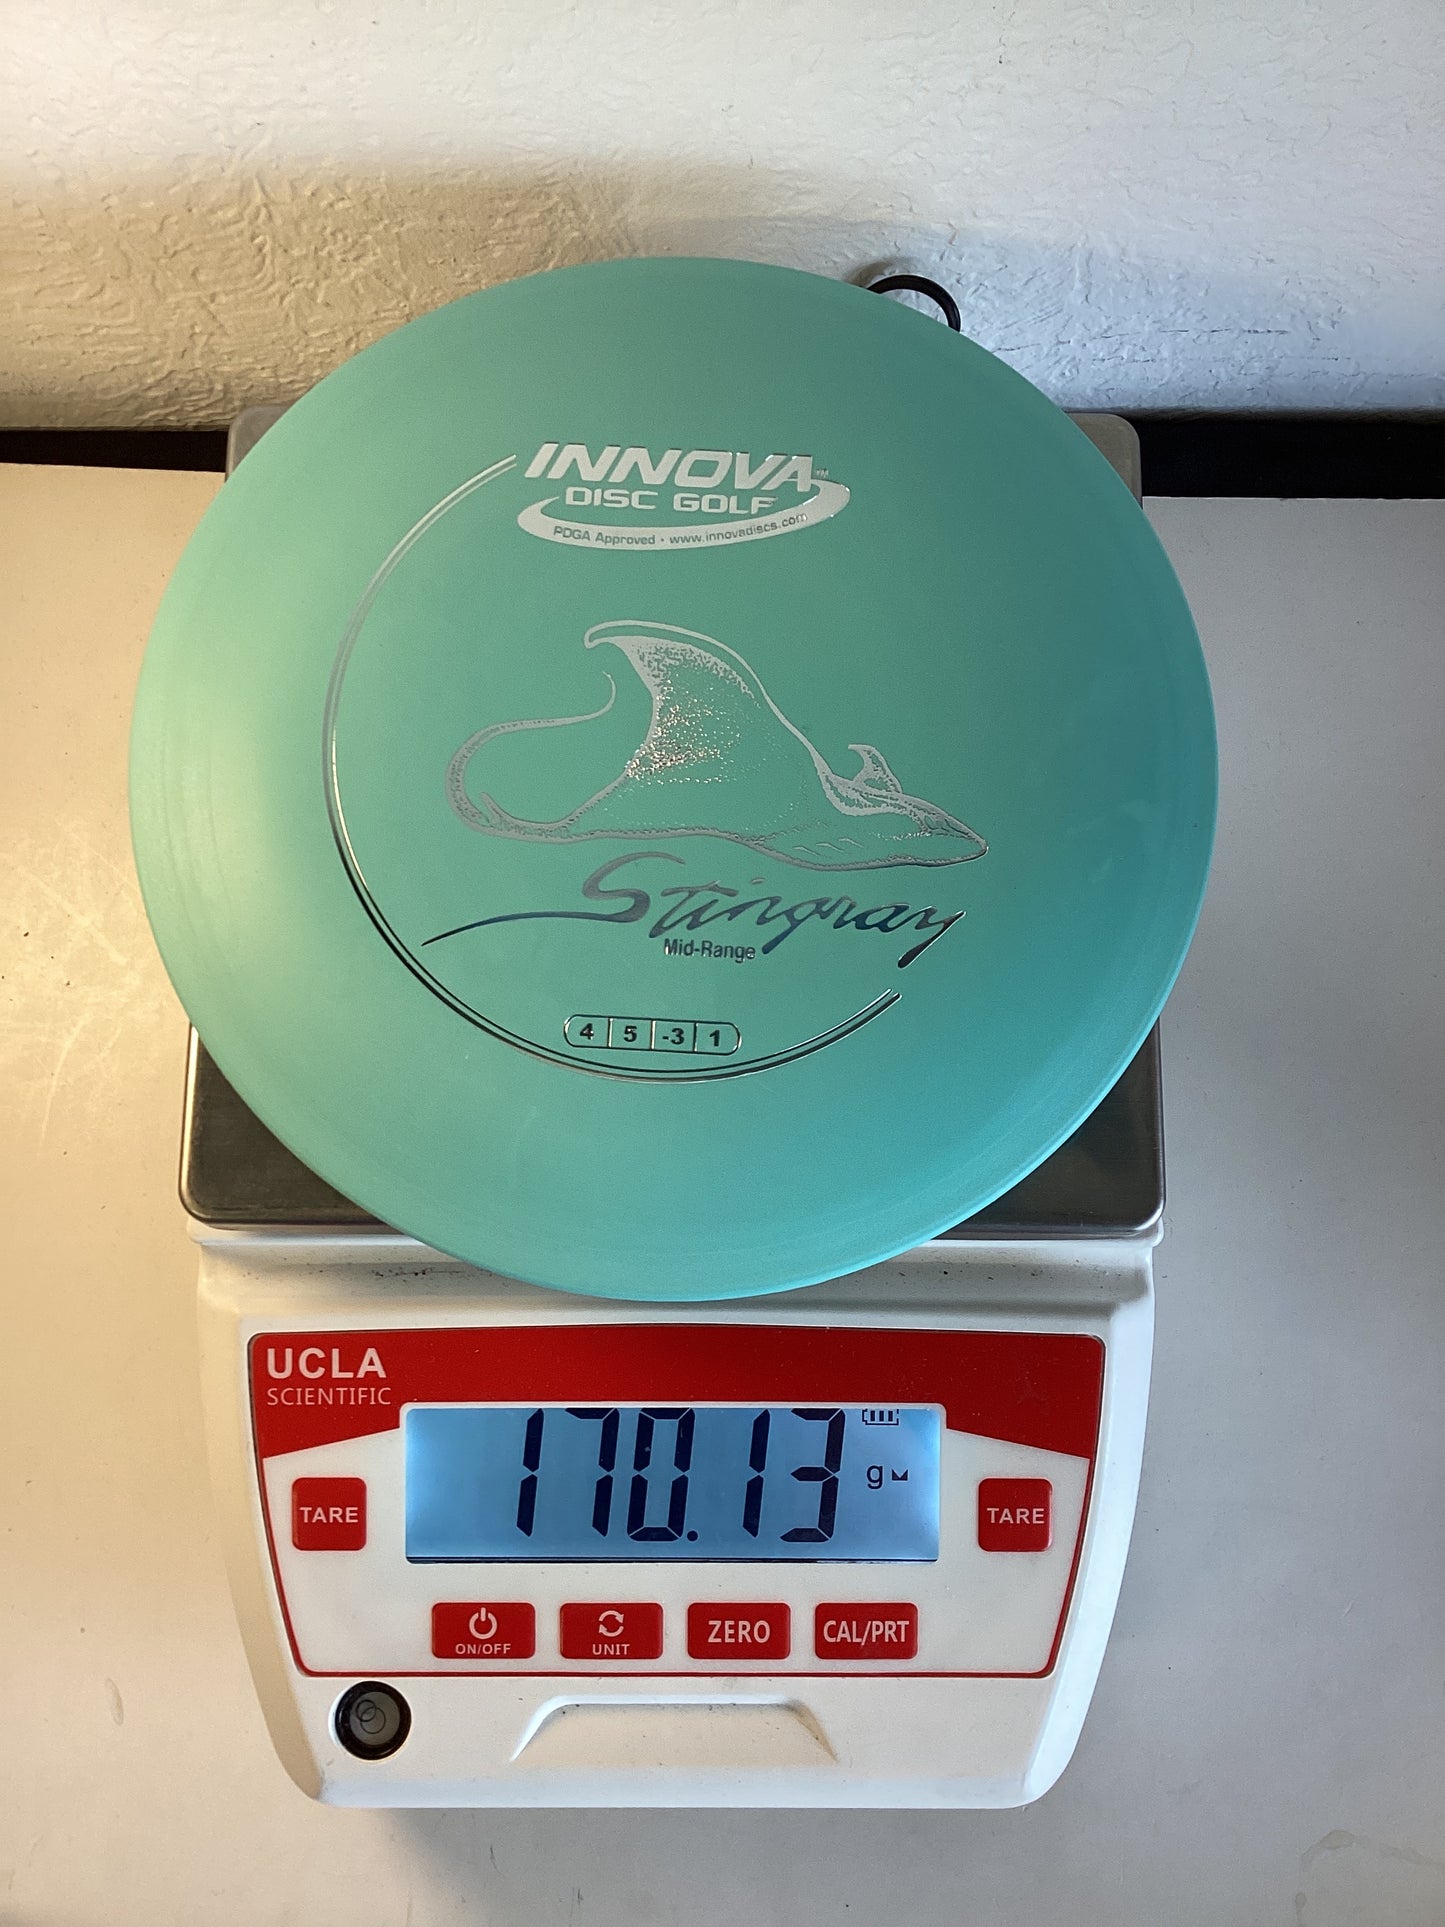 INNOVA™
DISC GOLF
PDGA Approved • www.innovadiscs.com
Stingray
Mid-Range
4 5 -3 1
UCLA
SCIENTIFIC
170.13 g
TARE
TARE
ON/OFF
UNIT
ZERO
CAL/PRT